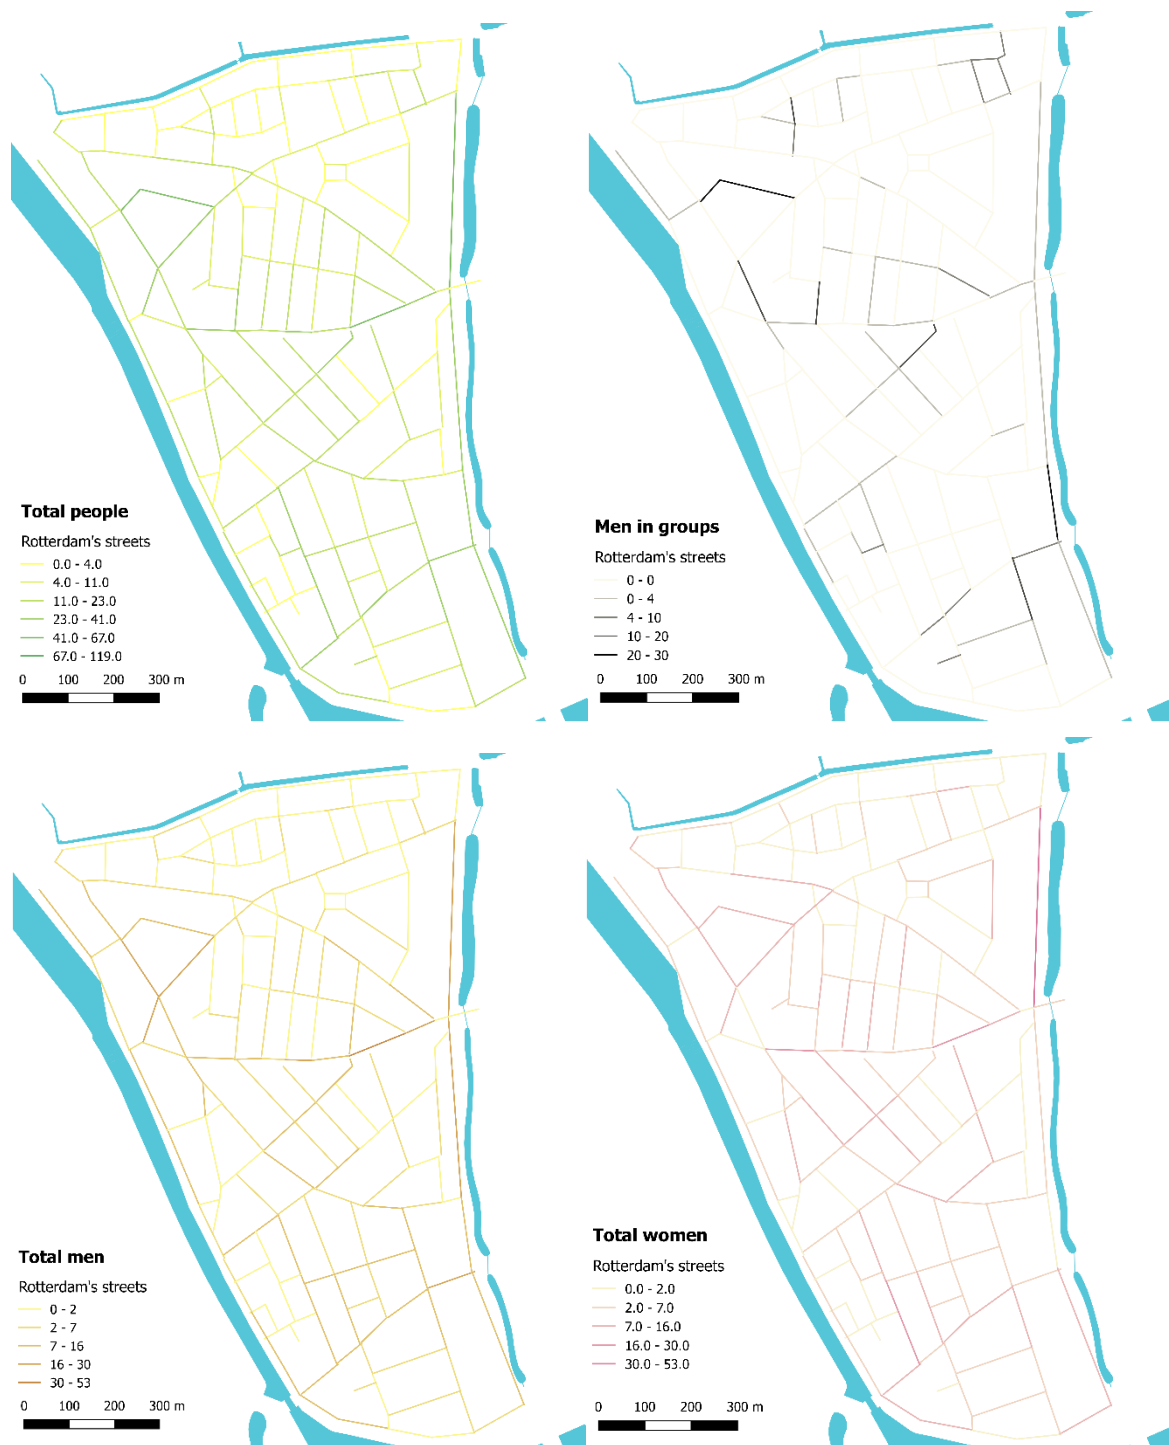 Total people
Rotterdam's streets
0.0 - 4.0
4.0 - 11.0
11.0 - 23.0
23.0 - 41.0
41.0 - 67.0
67.0 - 119.0
0 100 200 300 m
Men in groups
Rotterdam's streets
0 - 0
0 - 4
4 - 10
10 - 20
20 - 30
0 100 200 300 m
Total men
Rotterdam's streets
0 - 2
2 - 7
7 - 16
16 - 30
30 - 53
0 100 200 300 m
Total women
Rotterdam's streets
0.0 - 2.0
2.0 - 7.0
7.0 - 16.0
16.0 - 30.0
30.0 - 53.0
0 100 200 300 m